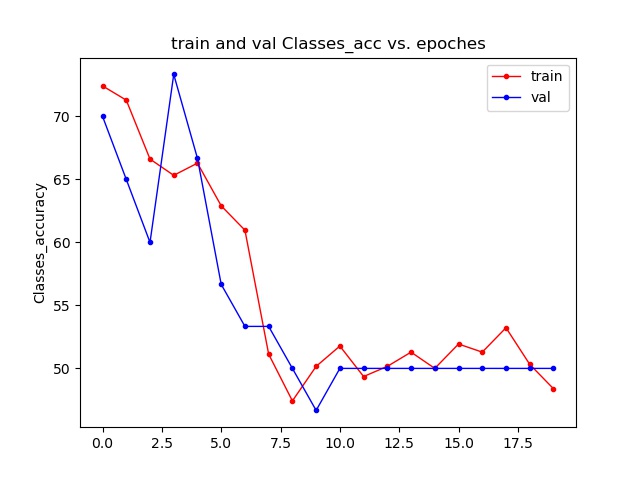 train and val Classes_acc vs. epoches
train
val
Classes_accuracy
70
65
60
55
50
0.0 2.5 5.0 7.5 10.0 12.5 15.0 17.5